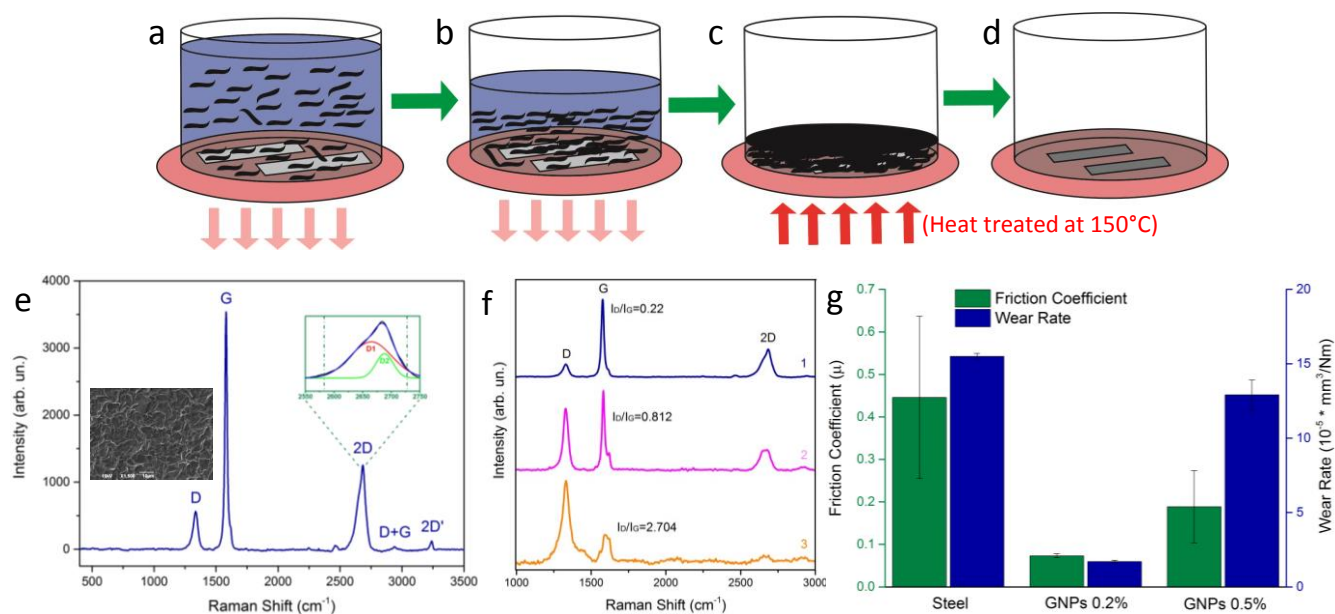 a
b
c
d
(Heat treated at 150°C)
e
4000
3000
2000
1000
0
Intensity (arb. un.)
G
D
2D
D+G
2D'
D1
D2
2550
2600
2650
2700
2750
500
1000
1500
2000
2500
3000
3500
Raman Shift (cm⁻¹)
f
Intensity (arb. un.)
G
D
2D
ID/IG=0.22
1
ID/IG=0.812
2
ID/IG=2.704
3
1000
1500
2000
2500
3000
Raman Shift (cm⁻¹)
g
Friction Coefficient
Wear Rate
0.7
0.6
0.5
0.4
0.3
0.2
0.1
0.0
Friction Coefficient (μ)
20
15
10
5
0
Wear Rate (10⁻⁵ * mm³/Nm)
Steel
GNPs 0.2%
GNPs 0.5%